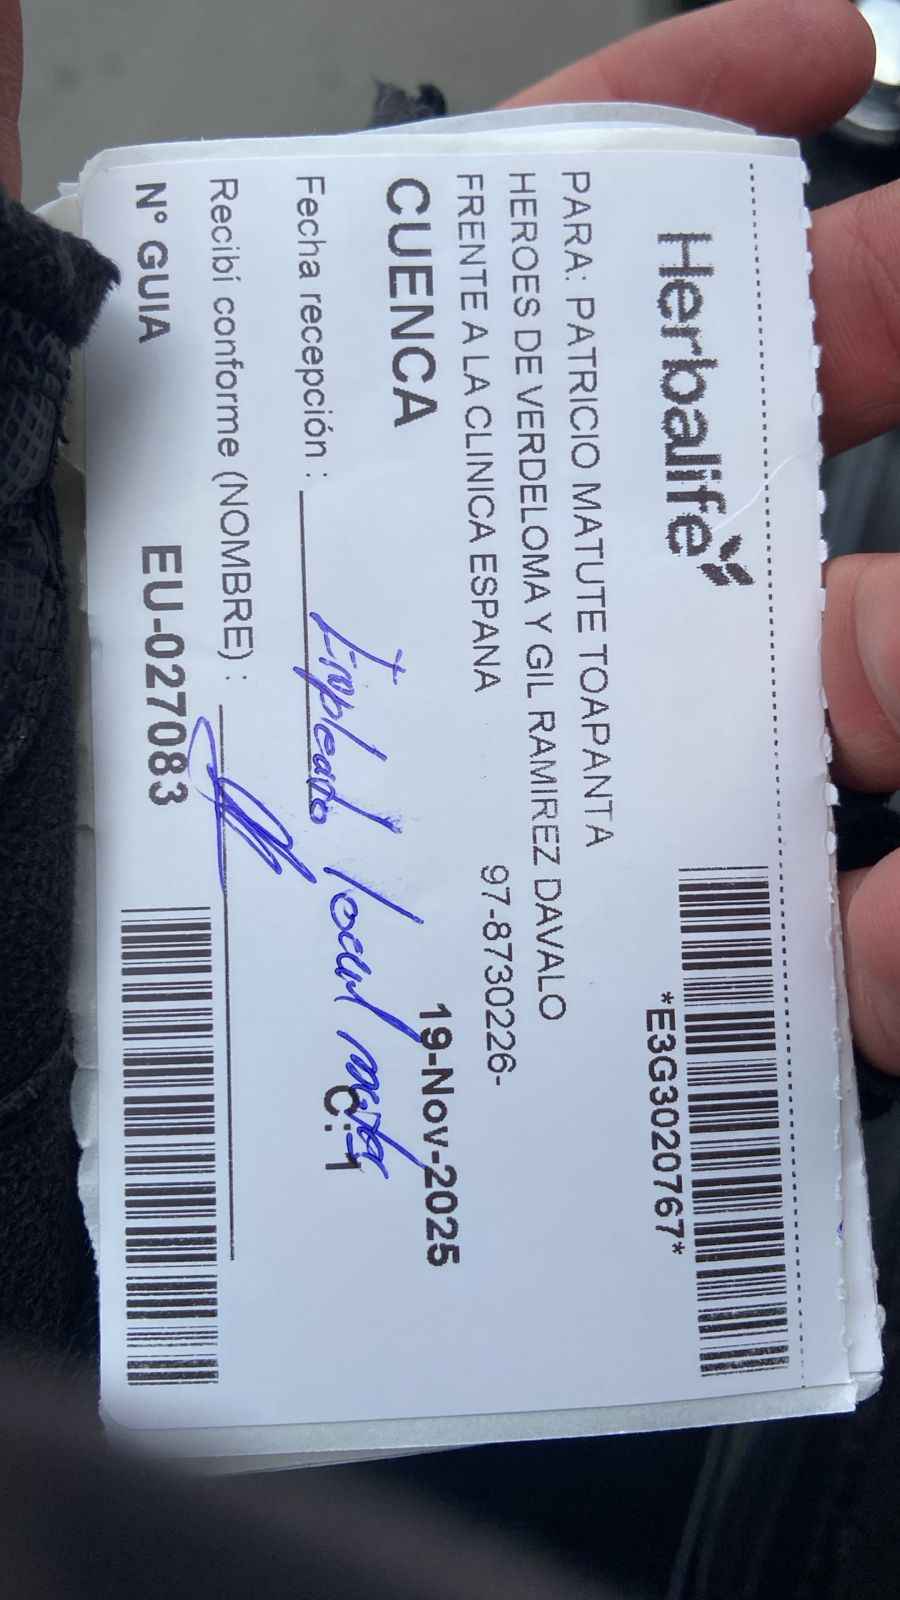 Herbalife
*E3G3020767*
PARA: PATRICIO MATUTE TOAPANTA
HEROES DE VERDELOMA Y GIL RAMIREZ DAVALO
FRENTE A LA CLINICA ESPANA 97-8730226-
CUENCA 19-Nov-2025
Fecha recepción : Empleado local C:1
Recibí conforme (NOMBRE) :
N° GUIA EU-027083